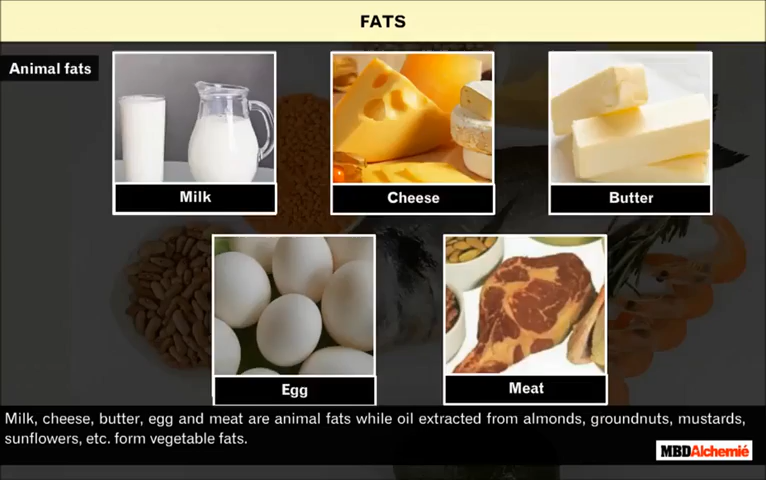 FATS
Animal fats
Milk
Cheese
Butter
Egg
Meat
Milk, cheese, butter, egg and meat are animal fats while oil extracted from almonds, groundnuts, mustards,
sunflowers, etc. form vegetable fats.
MBDAlchemié